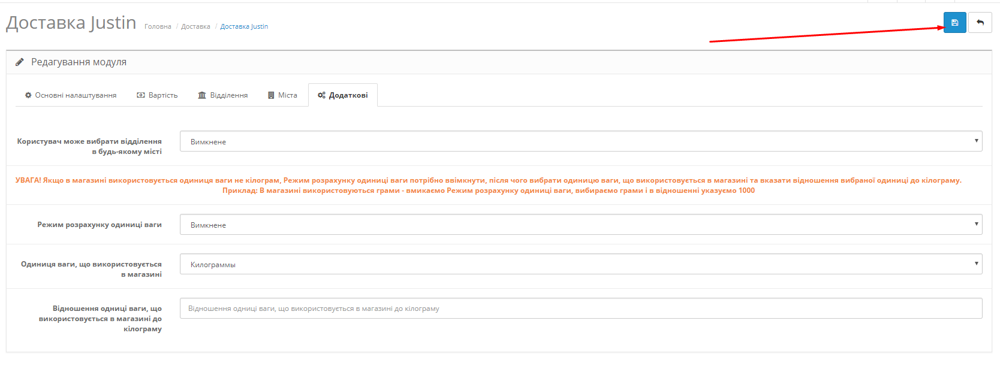 Доставка Justin
Головна / Доставка / Доставка Justin
Редагування модуля
Основні налаштування
Вартість
Відділення
Міста
Додаткові
Користувач може вибрати відділення
в будь-якому місті
Вимкнене
УВАГА! Якщо в магазині використовується одиниця ваги не кілограм, Режим розрахунку одиниці ваги потрібно ввімкнути, після чого вибрати одиницю ваги, що використовується в магазині та вказати відношення вибраної одиниці до кілограму.
Приклад: В магазині використовуються грами - вмикаємо Режим розрахунку одиниці ваги, вибираємо грами і в відношенні указуємо 1000
Режим розрахунку одиниці ваги
Вимкнене
Одиниця ваги, що використовується
в магазині
Килограммы
Відношення одниці ваги, що
використовується в магазині до
кілограму
Відношення одниці ваги, що використовується в магазині до кілограму